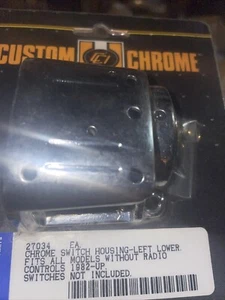 CUSTOM CHROME
27034 EA.
CHROME SWITCH HOUSING-LEFT LOWER.
FITS ALL MODELS WITHOUT RADIO
CONTROLS 1982-UP.
SWITCHES NOT INCLUDED.